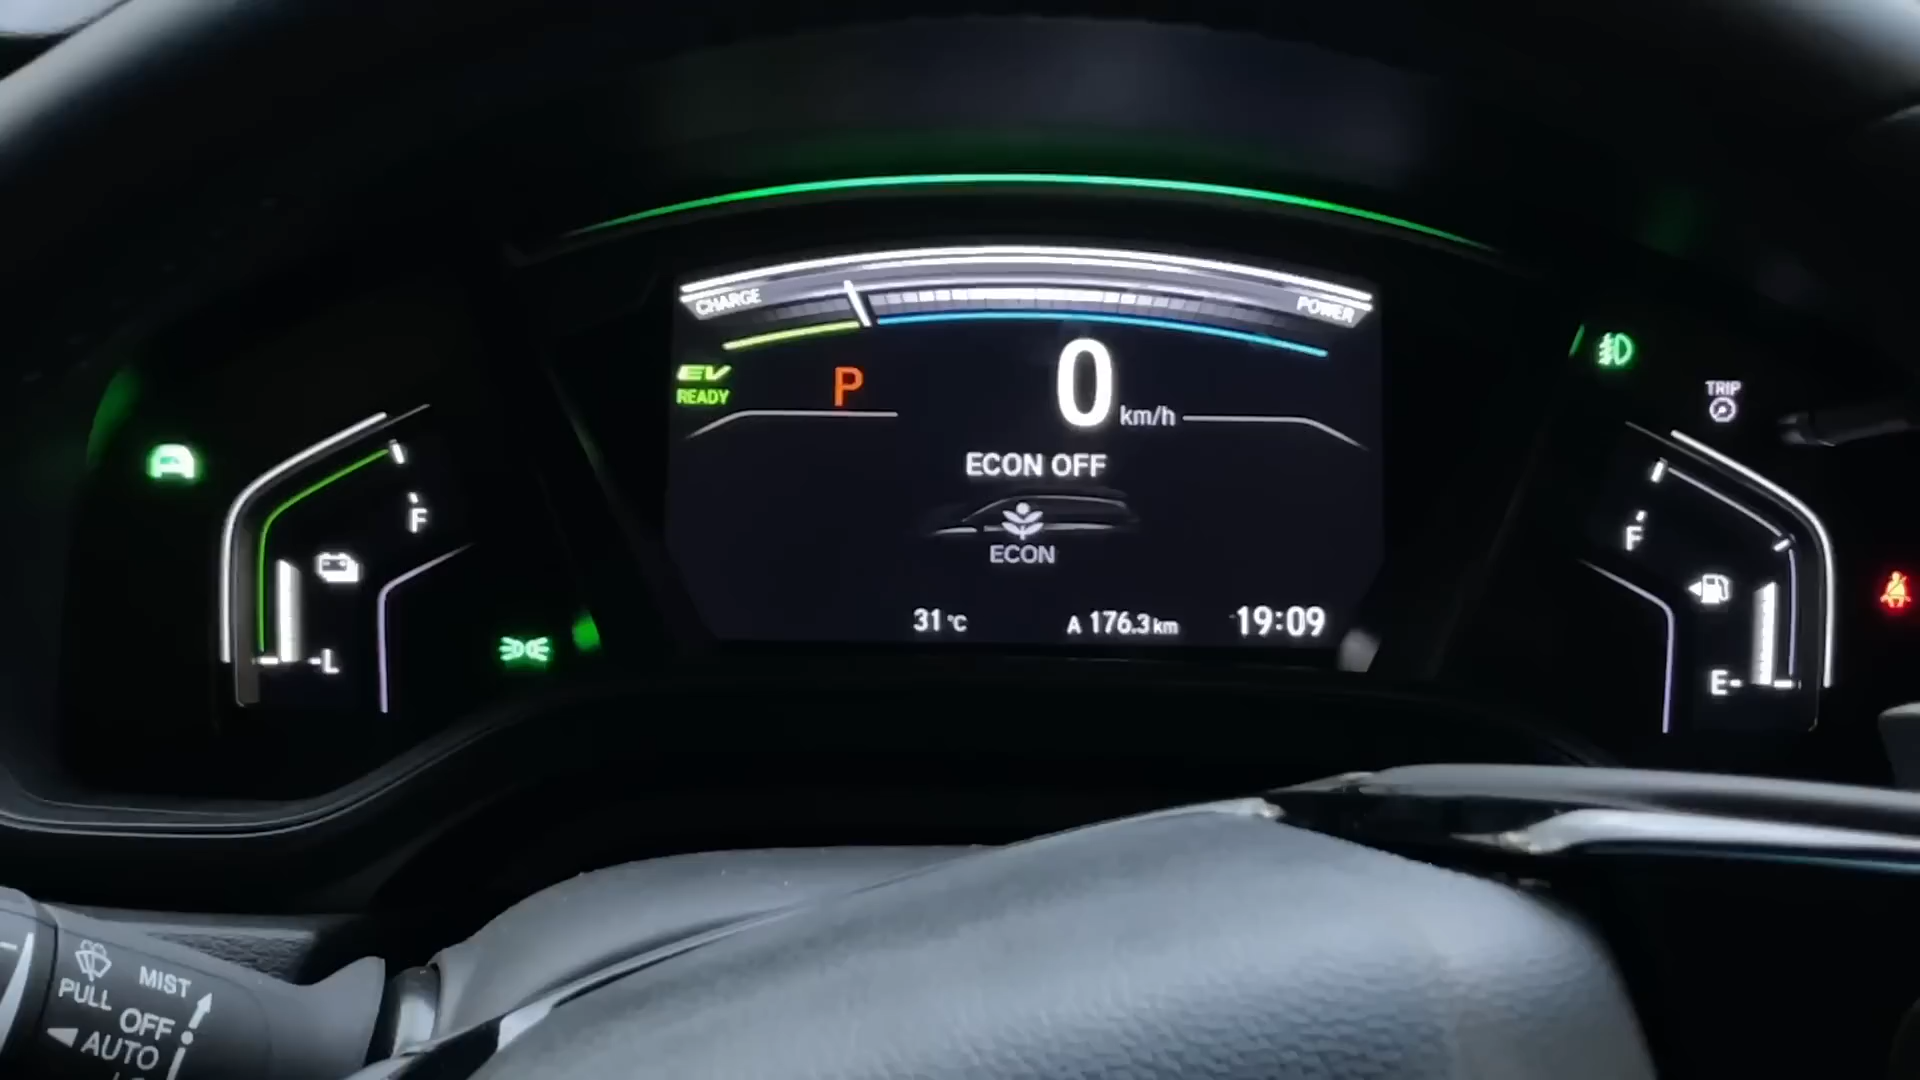 CHARGE
POWER
EV
READY
P
0 km/h
TRIP
ECON OFF
ECON
F
L
F
E
31°C
A 176.3 km
19:09
MIST
PULL
OFF
AUTO